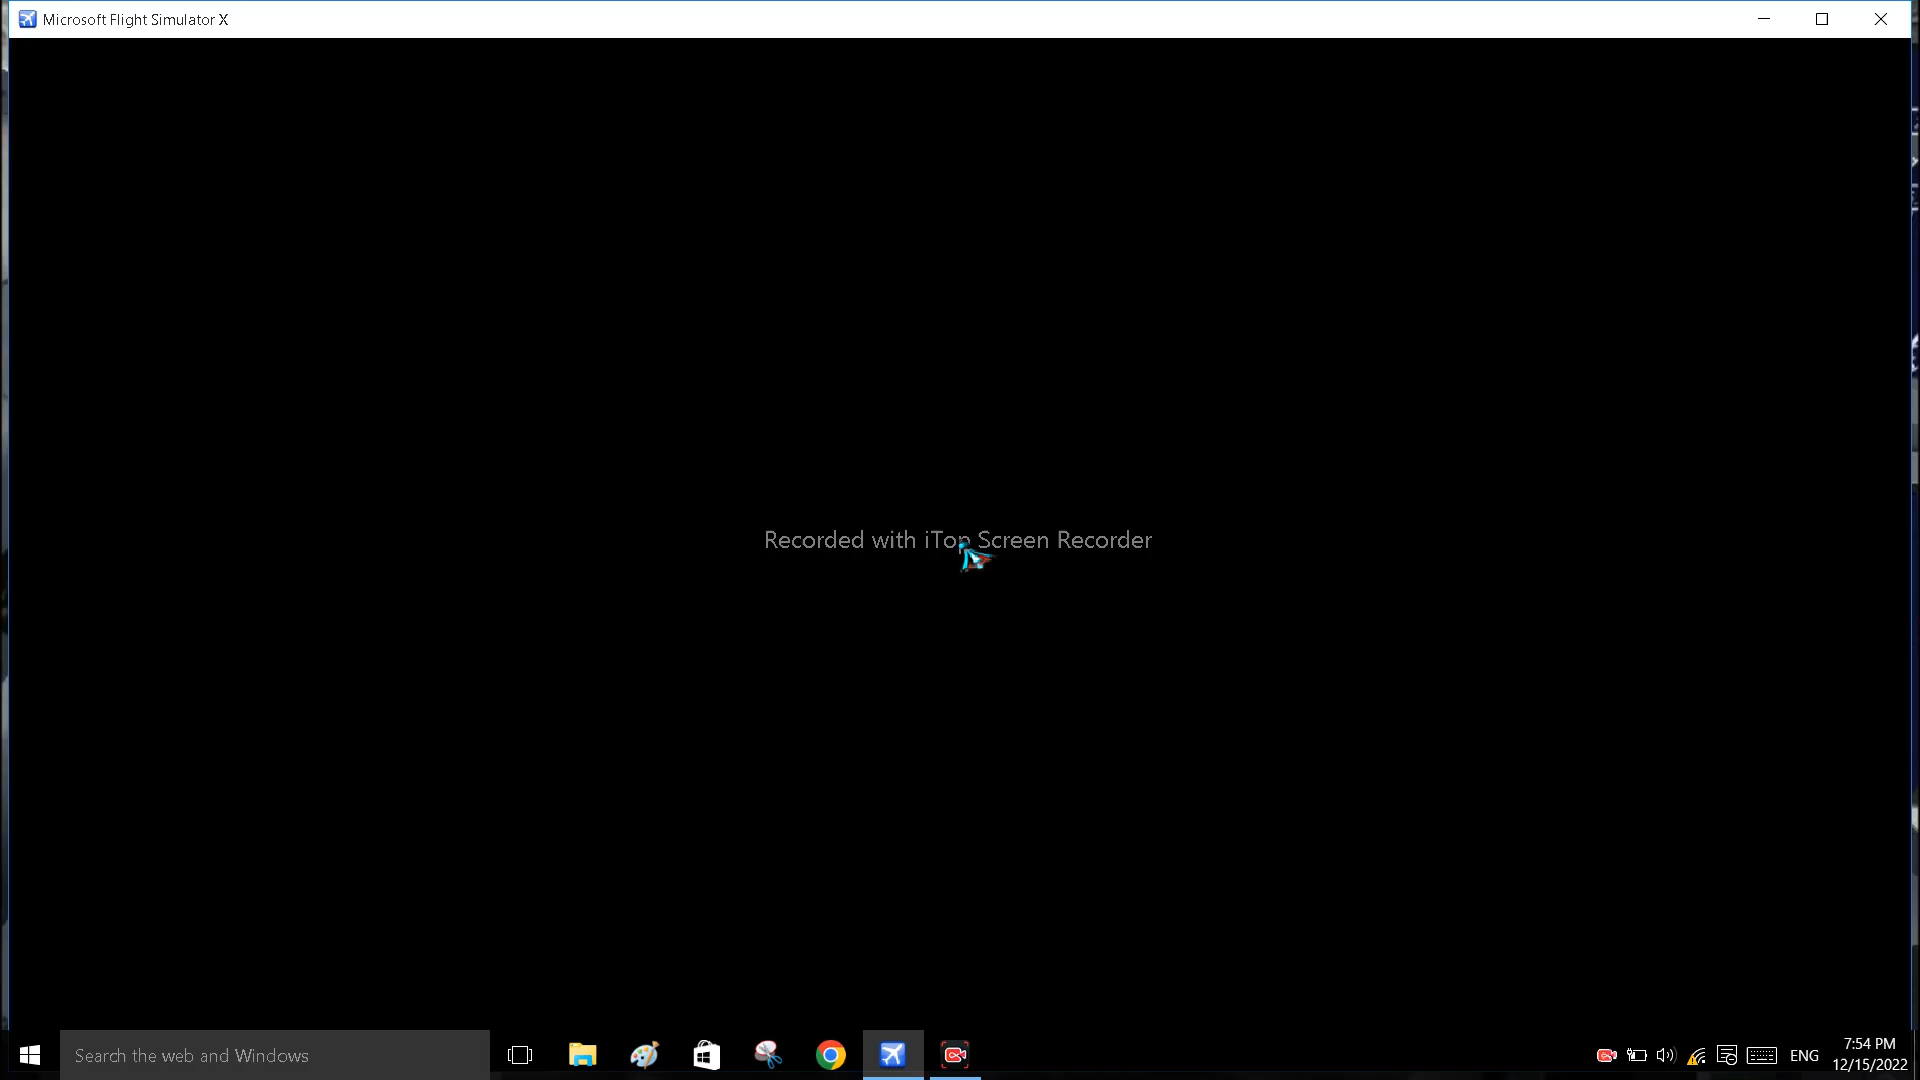 Microsoft Flight Simulator X
Recorded with iTop Screen Recorder
Search the web and Windows
ENG
7:54 PM
12/15/2022